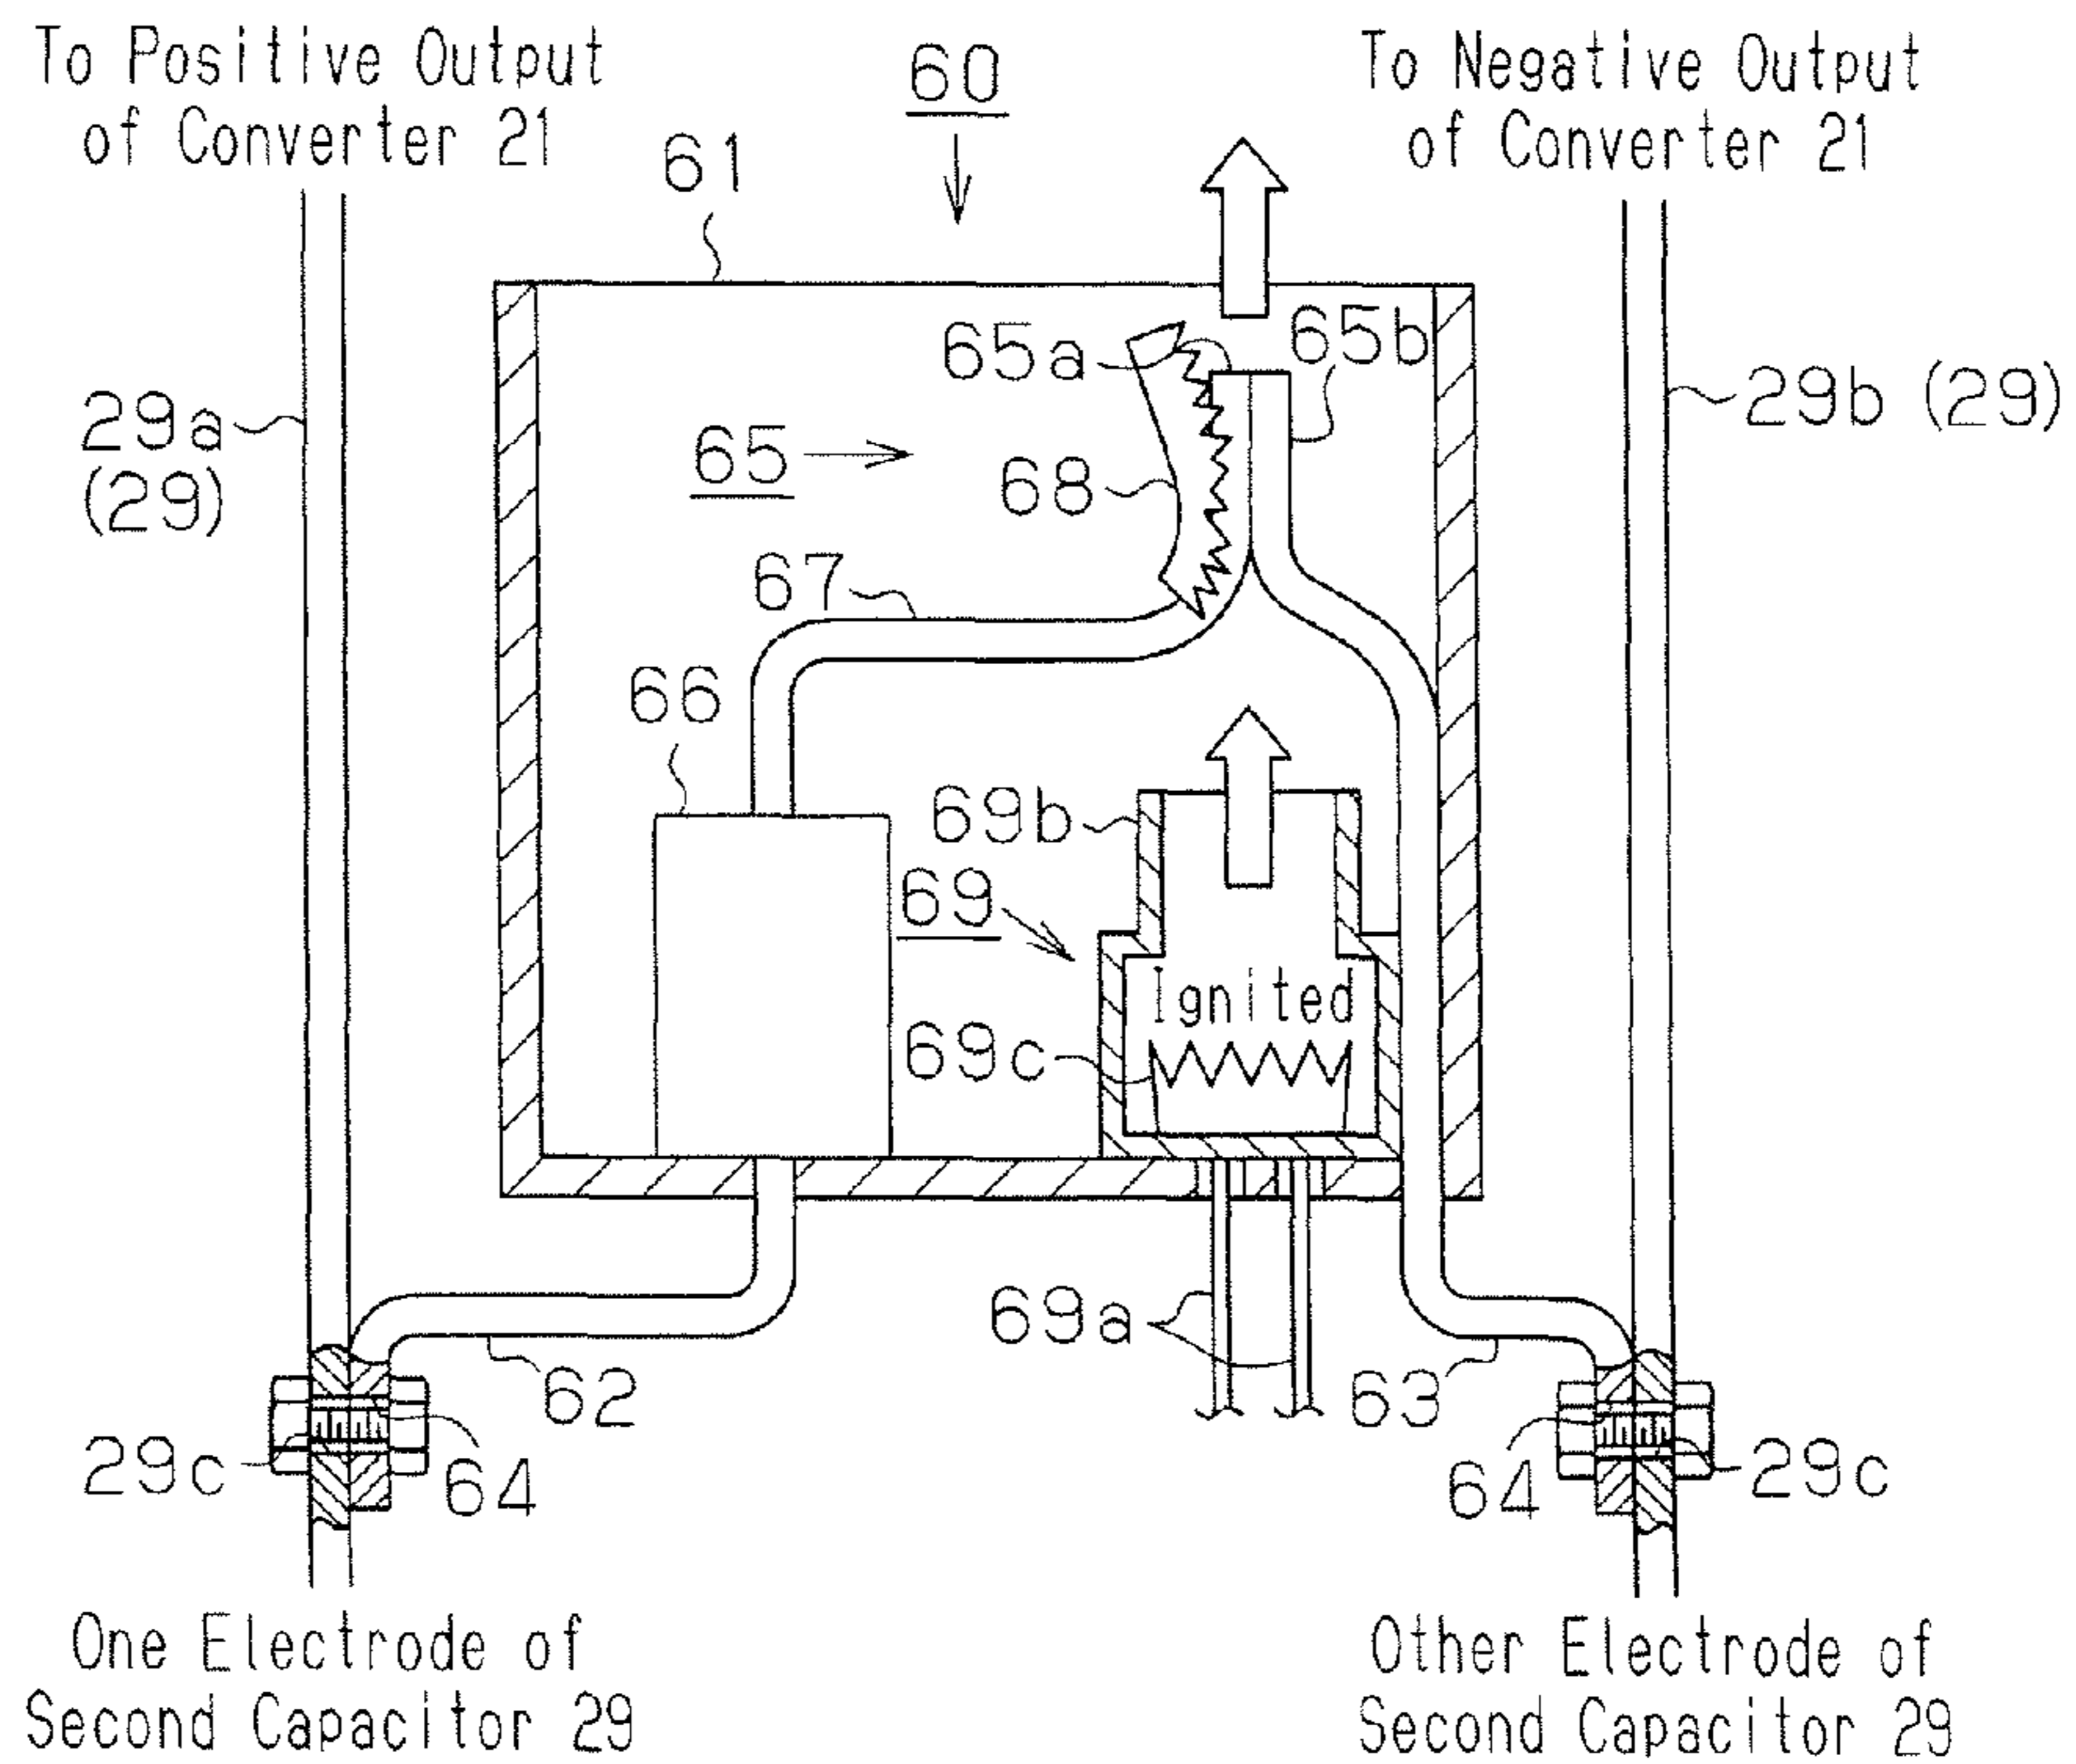 To Positive Output
of Converter 21
60
To Negative Output
of Converter 21
61
65a
65b
29a
(29)
65
68
29b (29)
67
66
69b
69
Ignited
69c
69a
62
63
29c
64
64
29c
One Electrode of
Second Capacitor 29
Other Electrode of
Second Capacitor 29